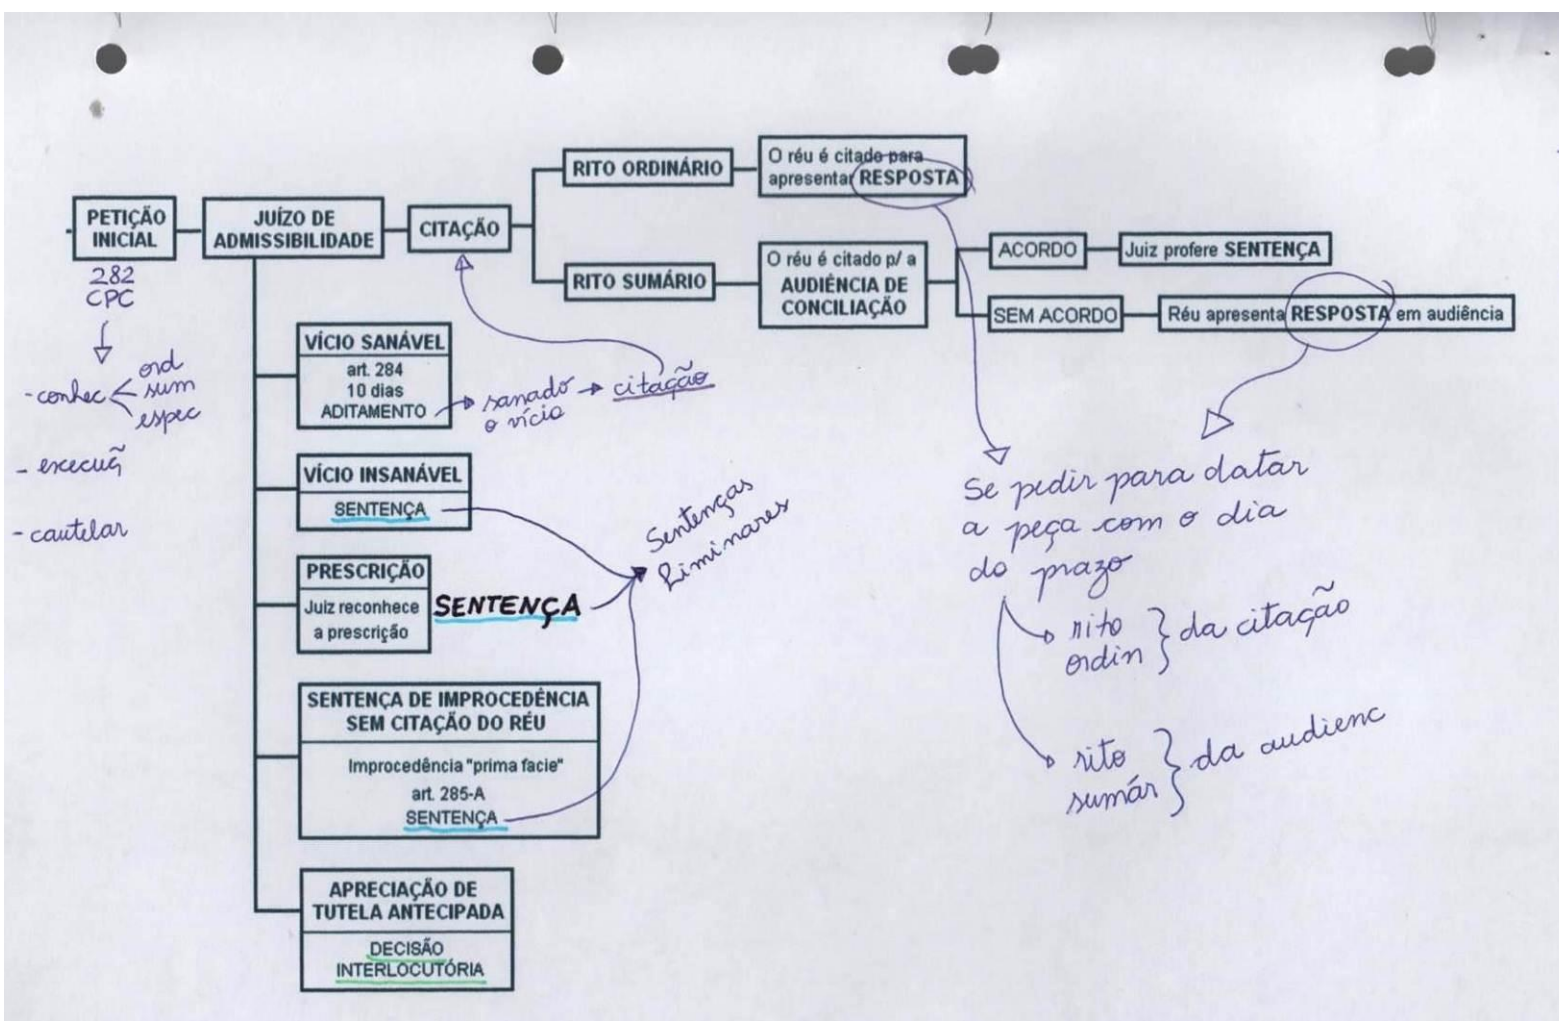 PETIÇÃO
INICIAL
282
CPC
- conhec
ord
sum
espec
- execuç̃
- cautelar
JUÍZO DE
ADMISSIBILIDADE
CITAÇÃO
RITO ORDINÁRIO
O réu é citado para
apresentar RESPOSTA
RITO SUMÁRIO
O réu é citado p/ a
AUDIÊNCIA DE
CONCILIAÇÃO
ACORDO
Juiz profere SENTENÇA
SEM ACORDO
Réu apresenta RESPOSTA em audiência
VÍCIO SANÁVEL
art. 284
10 dias
ADITAMENTO
sanado
o vício
citação
VÍCIO INSANÁVEL
SENTENÇA
PRESCRIÇÃO
Juiz reconhece
a prescrição
SENTENÇA
Sentenças
Liminares
SENTENÇA DE IMPROCEDÊNCIA
SEM CITAÇÃO DO RÉU
Improcedência "prima facie"
art. 285-A
SENTENÇA
APRECIAÇÃO DE
TUTELA ANTECIPADA
DECISÃO
INTERLOCUTÓRIA
Se pedir para datar
a peça com o dia
do prazo
rito
ordin
da citação
rito
sumár
da audienc